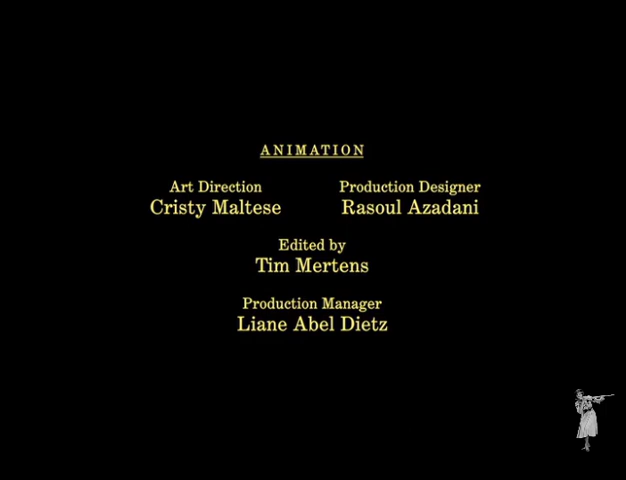 ANIMATION
Art Direction Production Designer
Cristy Maltese Rasoul Azadani
Edited by
Tim Mertens
Production Manager
Liane Abel Dietz